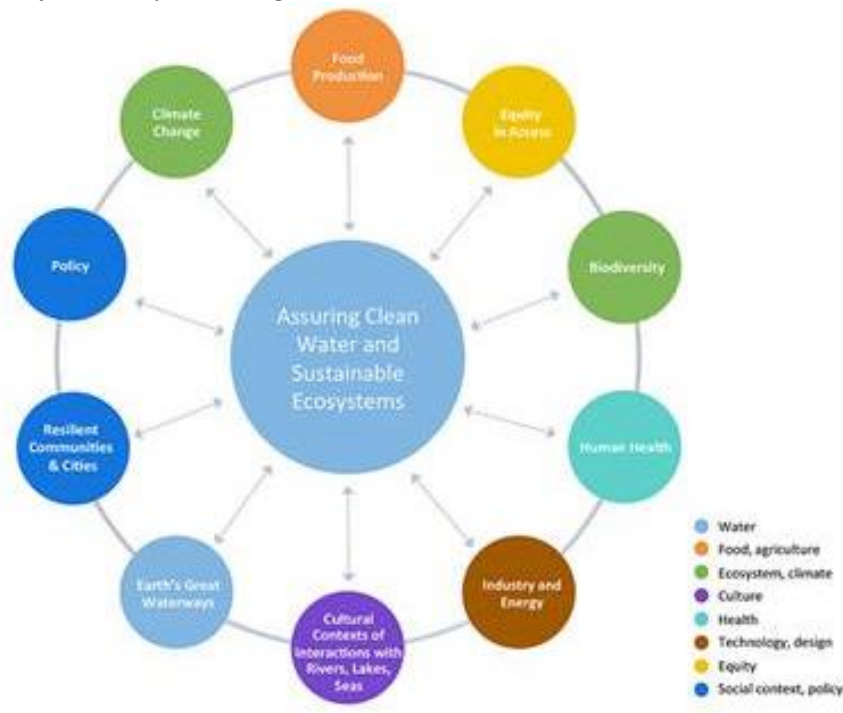 Food
Production
Climate
Change
Equity
in Access
Policy
Biodiversity
Assuring Clean
Water and
Sustainable
Ecosystems
Resilient
Communities
& Cities
Human Health
Earth's Great
Waterways
Industry and
Energy
Cultural
Contexts of
Interactions with
Rivers, Lakes,
Seas
Water
Food, agriculture
Ecosystem, climate
Culture
Health
Technology, design
Equity
Social context, policy